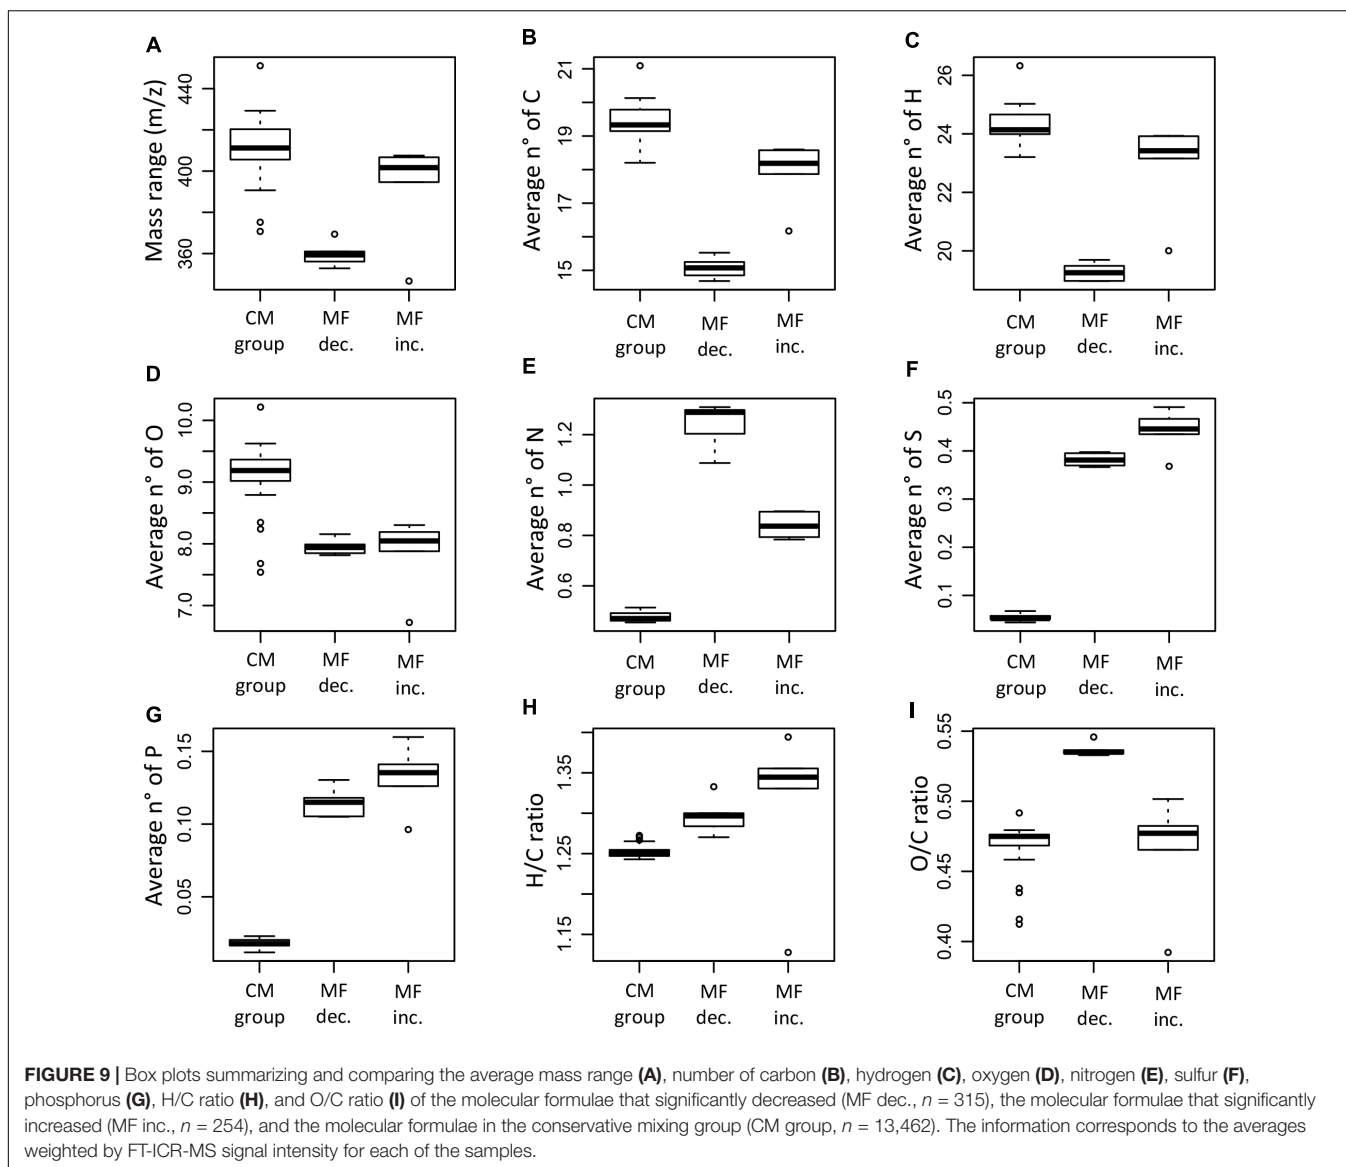 A
Mass range (m/z)
440
400
360
CM group
MF dec.
MF inc.
B
Average n° of C
21
19
17
15
CM group
MF dec.
MF inc.
C
Average n° of H
26
24
22
20
CM group
MF dec.
MF inc.
D
Average n° of O
10.0
9.0
8.0
7.0
CM group
MF dec.
MF inc.
E
Average n° of N
1.2
1.0
0.8
0.6
CM group
MF dec.
MF inc.
F
Average n° of S
0.5
0.4
0.3
0.2
0.1
CM group
MF dec.
MF inc.
G
Average n° of P
0.15
0.10
0.05
CM group
MF dec.
MF inc.
H
H/C ratio
1.35
1.25
1.15
CM group
MF dec.
MF inc.
I
O/C ratio
0.55
0.50
0.45
0.40
CM group
MF dec.
MF inc.
FIGURE 9 | Box plots summarizing and comparing the average mass range (A), number of carbon (B), hydrogen (C), oxygen (D), nitrogen (E), sulfur (F),
phosphorus (G), H/C ratio (H), and O/C ratio (I) of the molecular formulae that significantly decreased (MF dec., n = 315), the molecular formulae that significantly
increased (MF inc., n = 254), and the molecular formulae in the conservative mixing group (CM group, n = 13,462). The information corresponds to the averages
weighted by FT-ICR-MS signal intensity for each of the samples.